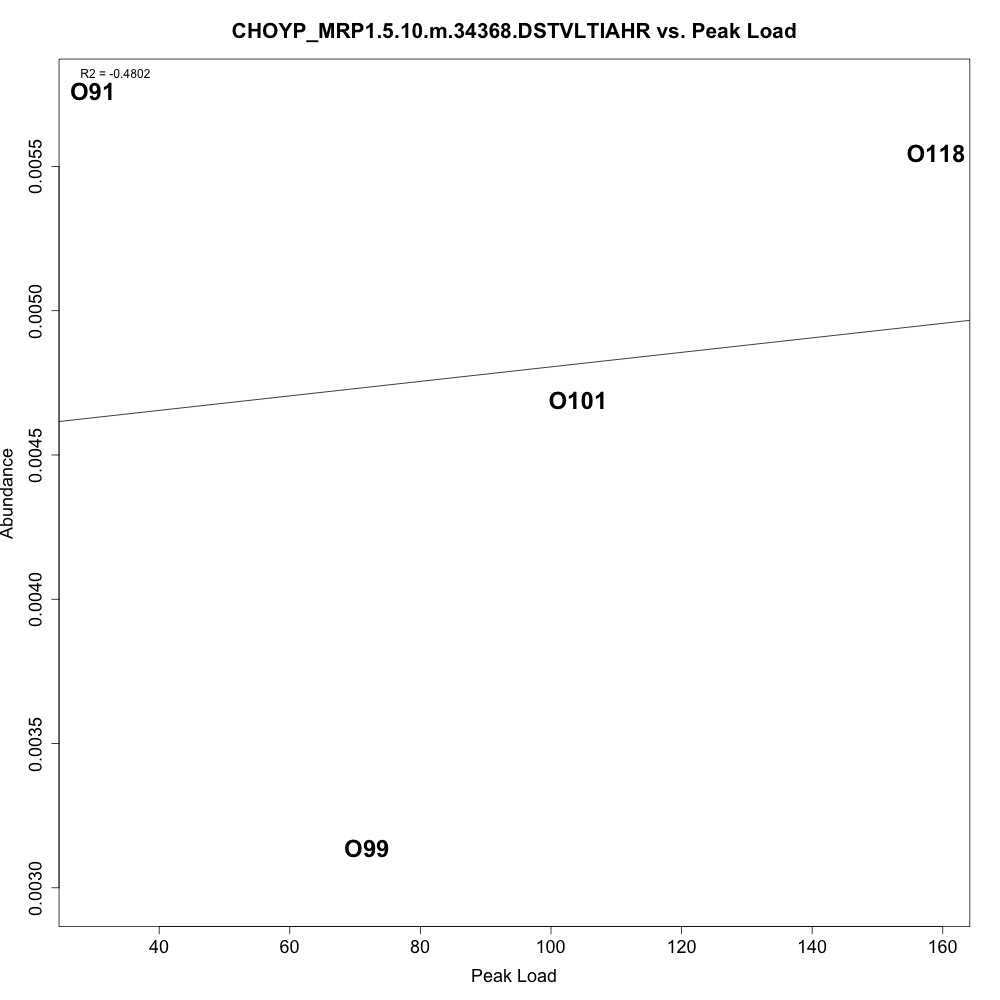 CHOYP_MRP1.5.10.m.34368.DSTVLTIAHR vs. Peak Load
R2 = -0.4802
O91
O118
O101
O99
Abundance
0.0055
0.0050
0.0045
0.0040
0.0035
0.0030
40 60 80 100 120 140 160
Peak Load